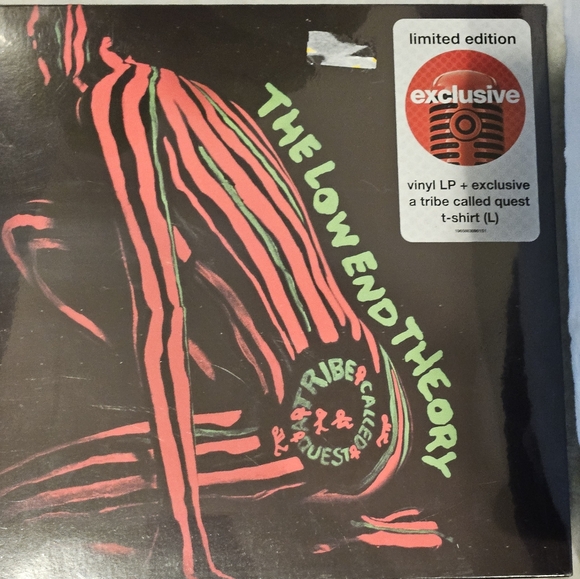 limited edition
exclusive
vinyl LP + exclusive
a tribe called quest
t-shirt (L)
THE LOW END THEORY
A TRIBE
CALLED
QUEST